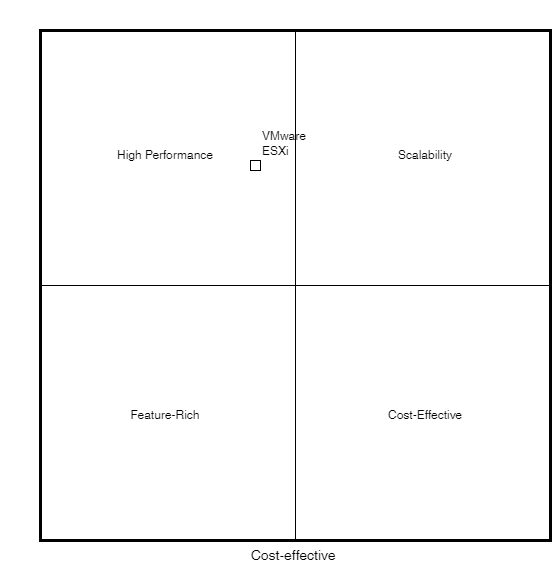 VMware
ESXi
High Performance
Scalability
Feature-Rich
Cost-Effective
Cost-effective